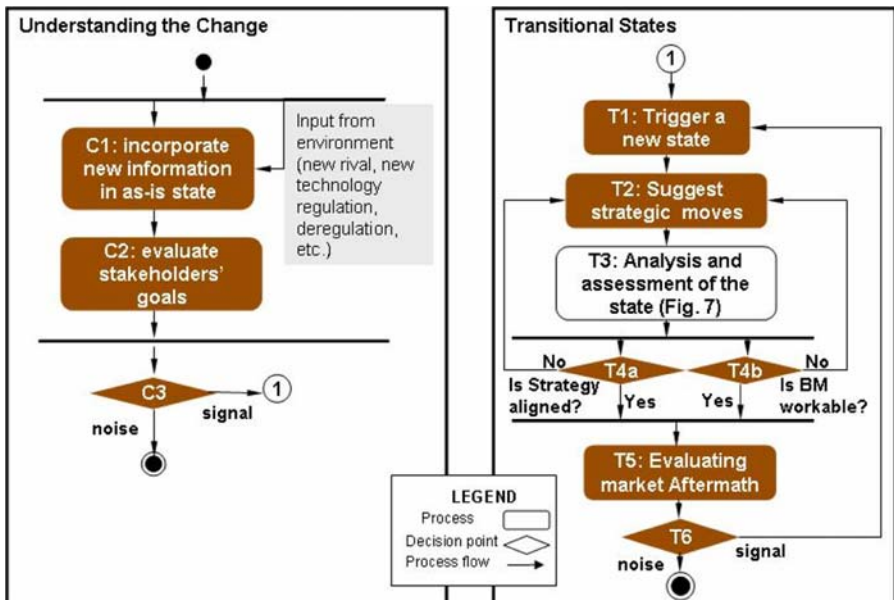 Understanding the Change
C1: incorporate
new information
in as-is state
Input from
environment
(new rival, new
technology
regulation,
deregulation,
etc.)
C2: evaluate
stakeholders'
goals
C3
signal
1
noise
Transitional States
1
T1: Trigger a
new state
T2: Suggest
strategic moves
T3: Analysis and
assessment of the
state (Fig. 7)
No
T4a
T4b
No
Is Strategy
aligned?
Yes
Yes
Is BM
workable?
T5: Evaluating
market Aftermath
T6
signal
noise
LEGEND
Process
Decision point
Process flow